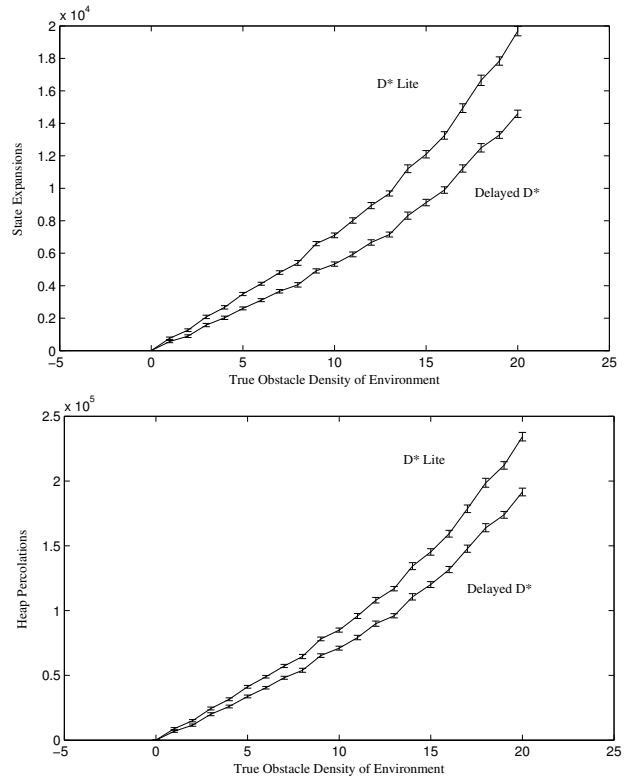 x 10^4
2
1.8
1.6
1.4
1.2
1
0.8
0.6
0.4
0.2
0
State Expansions
D* Lite
Delayed D*
−5 0 5 10 15 20 25
True Obstacle Density of Environment
x 10^5
2.5
2
1.5
1
0.5
0
Heap Percolations
D* Lite
Delayed D*
−5 0 5 10 15 20 25
True Obstacle Density of Environment